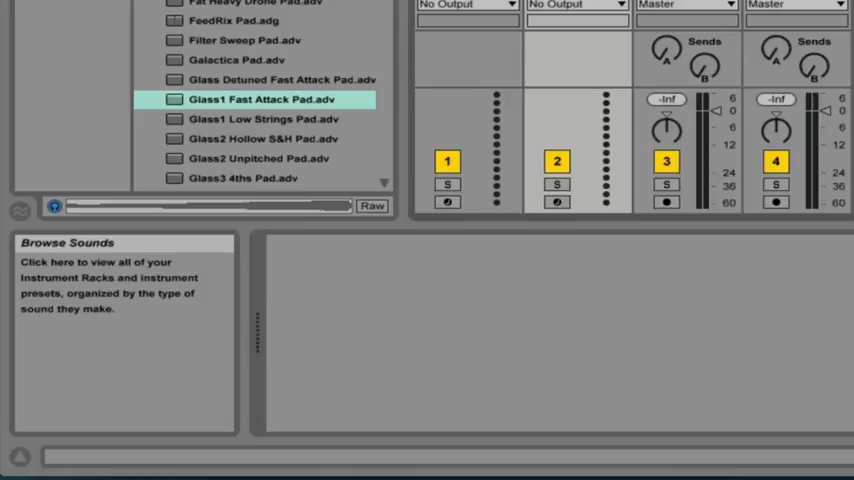 Fat Heavy Drone Pad.adv
FeedRix Pad.adg
Filter Sweep Pad.adv
Galactica Pad.adv
Glass Detuned Fast Attack Pad.adv
Glass1 Fast Attack Pad.adv
Glass1 Low Strings Pad.adv
Glass2 Hollow S&H Pad.adv
Glass2 Unpitched Pad.adv
Glass3 4ths Pad.adv
Raw
No Output
No Output
Master
Master
Sends
Sends
A
B
A
B
-Inf
-Inf
6
0
6
12
24
36
60
6
0
6
12
24
36
60
1
2
3
4
S
S
S
S
Browse Sounds
Click here to view all of your
Instrument Racks and instrument
presets, organized by the type of
sound they make.